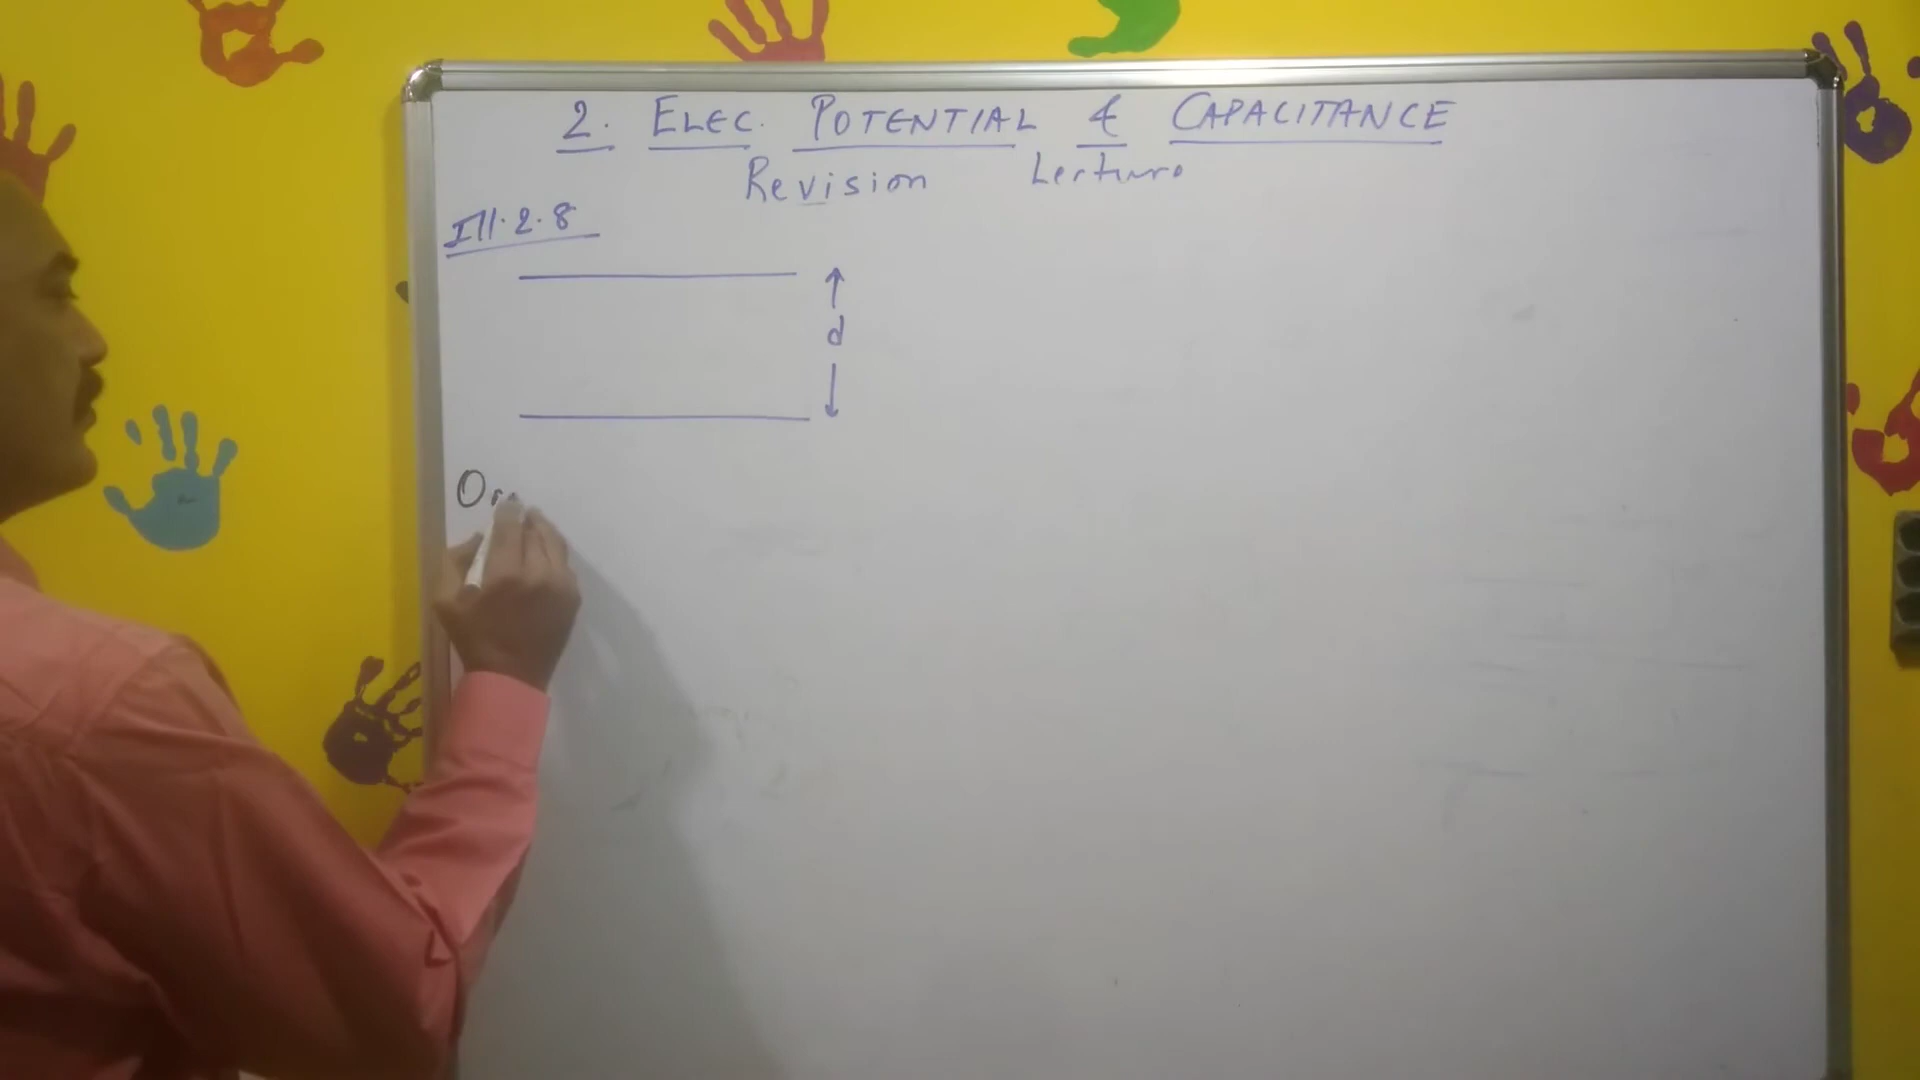 2. ELEC. POTENTIAL & CAPACITANCE
Revision Lecture
Ill. 2.8
d